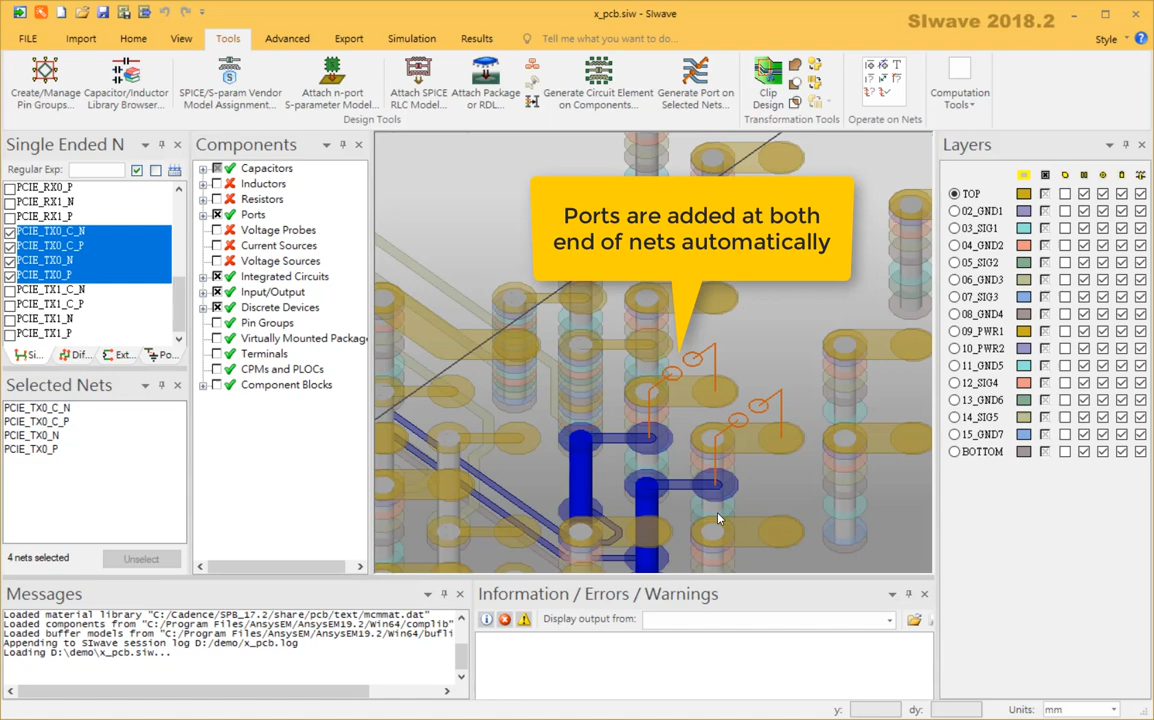 x_pcb.siw - SIwave
SIwave 2018.2
FILE Import Home View Tools Advanced Export Simulation Results Tell me what you want to do... Style
Create/Manage
Pin Groups...
Capacitor/Inductor
Library Browser...
SPICE/S-param Vendor
Model Assignment...
Attach n-port
S-parameter Model...
Attach SPICE
RLC Model...
Attach Package
or RDL...
Generate Circuit Element
on Components...
Generate Port on
Selected Nets...
Clip
Design
Computation
Tools
Design Tools
Transformation Tools
Operate on Nets
Single Ended N
Regular Exp:
PCIE_RX0_P
PCIE_RX1_N
PCIE_RX1_P
PCIE_TX0_C_N
PCIE_TX0_C_P
PCIE_TX0_N
PCIE_TX0_P
PCIE_TX1_C_N
PCIE_TX1_C_P
PCIE_TX1_N
PCIE_TX1_P
Si... Dif... Ext... Po...
Selected Nets
PCIE_TX0_C_N
PCIE_TX0_C_P
PCIE_TX0_N
PCIE_TX0_P
4 nets selected
Unselect
Components
Capacitors
Inductors
Resistors
Ports
Voltage Probes
Current Sources
Voltage Sources
Integrated Circuits
Input/Output
Discrete Devices
Pin Groups
Virtually Mounted Package
Terminals
CPMs and PLOCs
Component Blocks
Ports are added at both
end of nets automatically
Layers
TOP
02_GND1
03_SIG1
04_GND2
05_SIG2
06_GND3
07_SIG3
08_GND4
09_PWR1
10_PWR2
11_GND5
12_SIG4
13_GND6
14_SIG5
15_GND7
BOTTOM
Messages
Loaded material library "C:/Cadence/SPB_17.2/share/pcb/text/mcmmat.dat"
Loaded components from "C:/Program Files/AnsysEM/AnsysEM19.2/Win64/complib"
Loaded buffer models from "C:/Program Files/AnsysEM/AnsysEM19.2/Win64/bufli
Appending to SIwave session log D:/demo/x_pcb.log
Loading D:\demo\x_pcb.siw...
Information / Errors / Warnings
Display output from:
y: dy: Units: mm